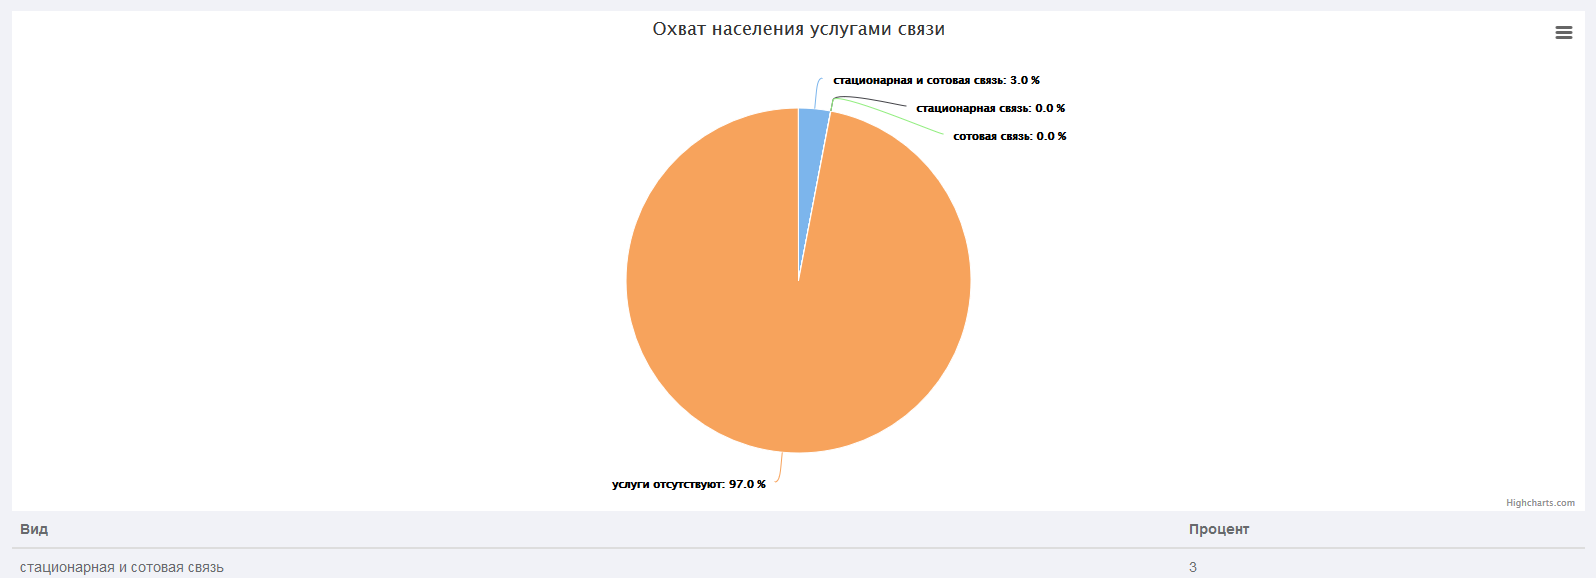 Охват населения услугами связи
стационарная и сотовая связь: 3.0 %
стационарная связь: 0.0 %
сотовая связь: 0.0 %
услуги отсутствуют: 97.0 %
Highcharts.com
Вид Процент
стационарная и сотовая связь 3